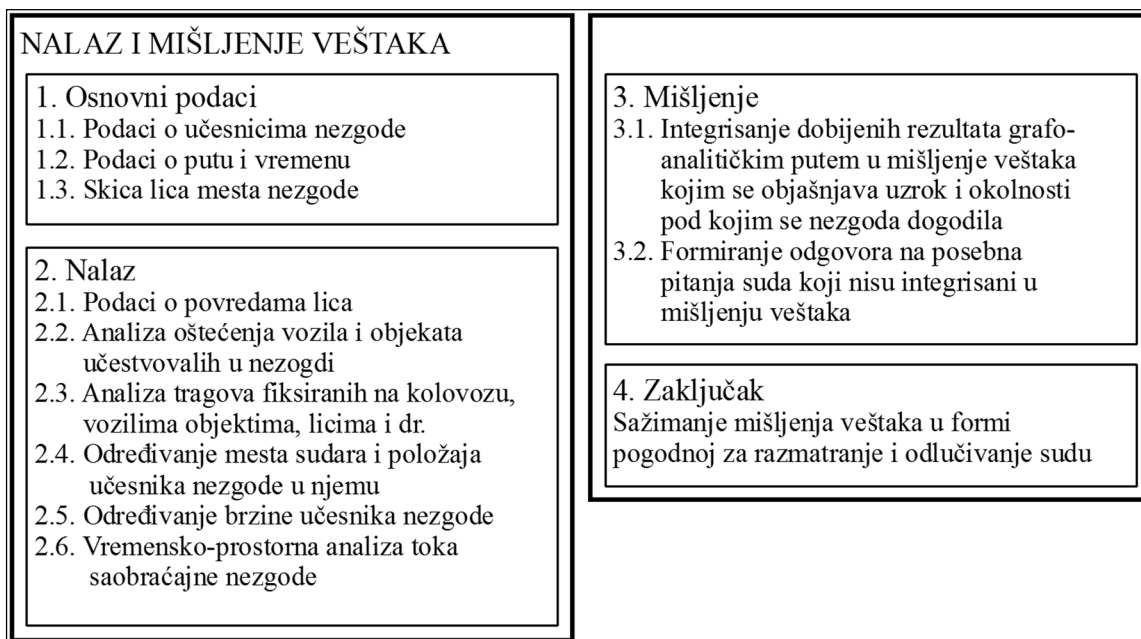 NALAZ I MIŠLJENJE VEŠTAKA
1. Osnovni podaci
1.1. Podaci o učesnicima nezgode
1.2. Podaci o putu i vremenu
1.3. Skica lica mesta nezgode
2. Nalaz
2.1. Podaci o povredama lica
2.2. Analiza oštećenja vozila i objekata
učestvovalih u nezogdi
2.3. Analiza tragova fiksiranih na kolovozu,
vozilima objektima, licima i dr.
2.4. Određivanje mesta sudara i položaja
učesnika nezgode u njemu
2.5. Određivanje brzine učesnika nezgode
2.6. Vremensko-prostorna analiza toka
saobraćajne nezgode
3. Mišljenje
3.1. Integrisanje dobijenih rezultata grafo-
analitičkim putem u mišljenje veštaka
kojim se objašnjava uzrok i okolnosti
pod kojim se nezgoda dogodila
3.2. Formiranje odgovora na posebna
pitanja suda koji nisu integrisani u
mišljenju veštaka
4. Zaključak
Sažimanje mišljenja veštaka u formi
pogodnoj za razmatranje i odlučivanje sudu